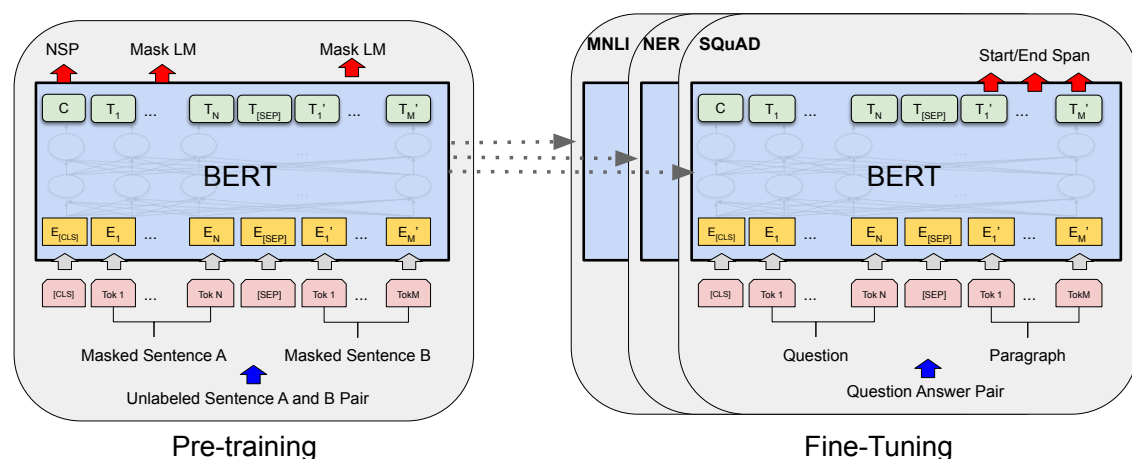 NSP Mask LM Mask LM
C T1 ... TN T[SEP] T1' ... TM'
...
...
BERT
E[CLS] E1 ... EN E[SEP] E1' ... EM'
[CLS] Tok 1 ... Tok N [SEP] Tok 1 ... TokM
Masked Sentence A Masked Sentence B
Unlabeled Sentence A and B Pair
Pre-training
MNLI NER SQuAD
Start/End Span
C T1 ... TN T[SEP] T1' ... TM'
...
...
BERT
E[CLS] E1 ... EN E[SEP] E1' ... EM'
[CLS] Tok 1 ... Tok N [SEP] Tok 1 ... TokM
Question Paragraph
Question Answer Pair
Fine-Tuning